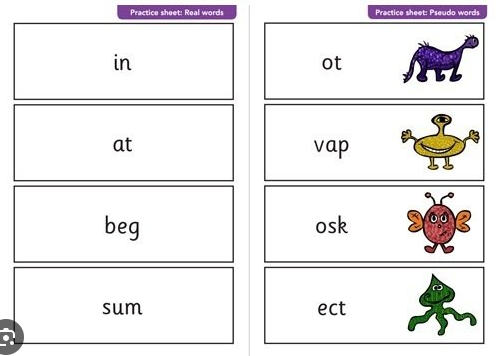 Practice sheet: Real words
in
at
beg
sum
Practice sheet: Pseudo words
ot
vap
osk
ect